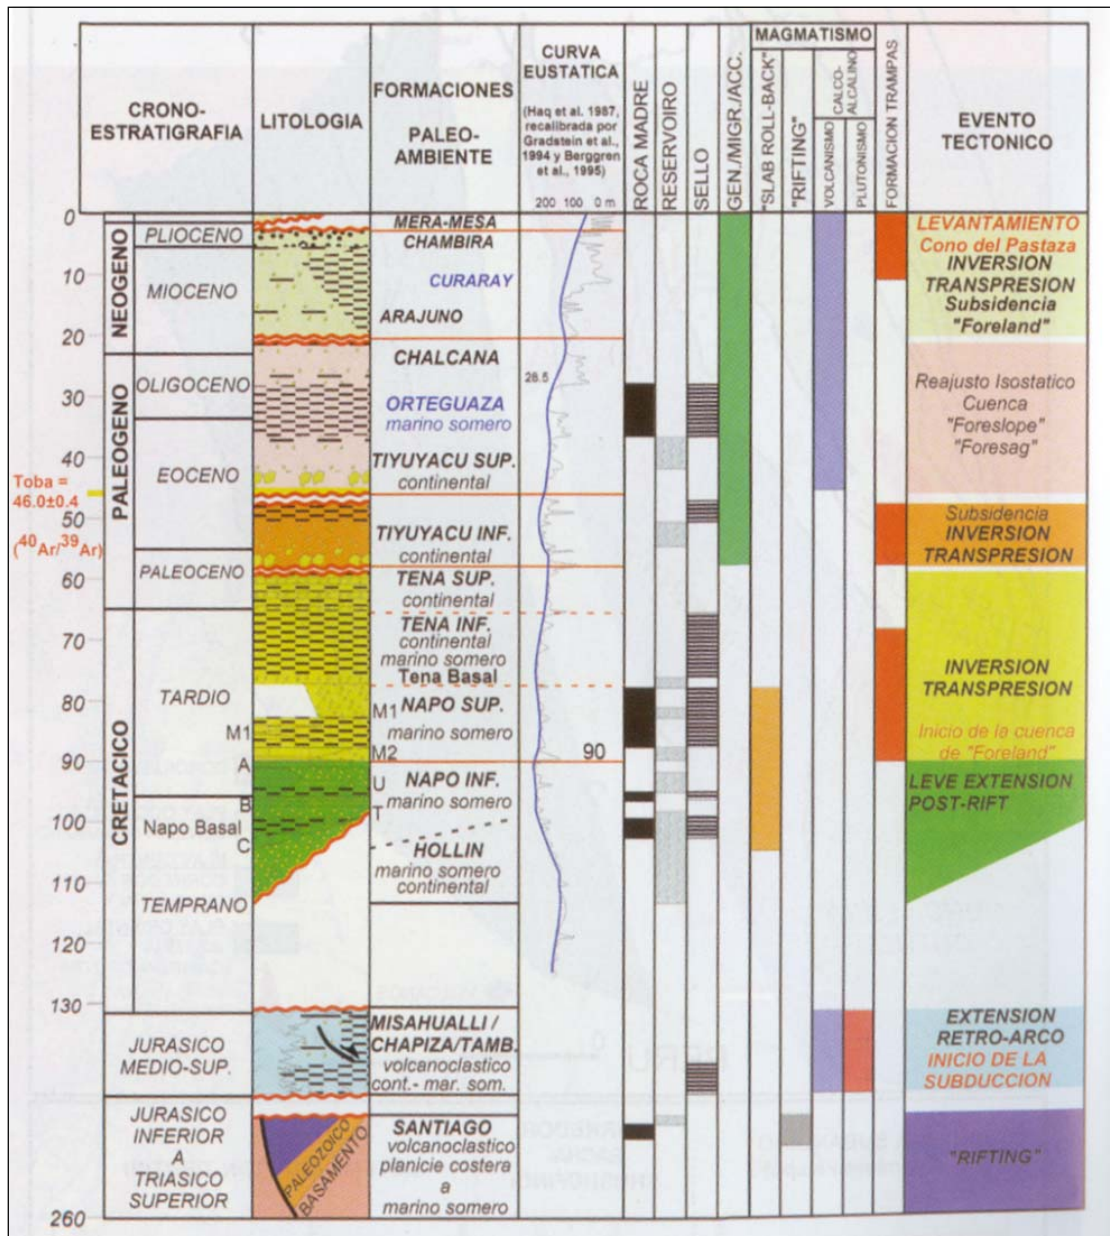 CRONO-
ESTRATIGRAFIA
LITOLOGIA
FORMACIONES
PALEO-
AMBIENTE
CURVA
EUSTATICA
(Haq et al. 1987,
recalibrada por
Gradstein et al.,
1994 y Berggren
et al., 1995)
200 100 0 m
ROCA MADRE
RESERVOIRO
SELLO
GEN./MIGR./ACC.
MAGMATISMO
"SLAB ROLL-BACK"
"RIFTING"
CALCO-
ALCALINO
VOLCANISMO
PLUTONISMO
FORMACION TRAMPAS
EVENTO
TECTONICO
0
10
20
30
40
50
60
70
80
90
100
110
120
130
260
Toba =
46.0±0.4
(40Ar/39Ar)
NEOGENO
PALEOGENO
CRETACICO
PLIOCENO
MIOCENO
OLIGOCENO
EOCENO
PALEOCENO
TARDIO
M1
A
B
Napo Basal
C
TEMPRANO
JURASICO
MEDIO-SUP.
JURASICO
INFERIOR
A
TRIASICO
SUPERIOR
PALEOZOICO
BASAMENTO
MERA-MESA
CHAMBIRA
CURARAY
ARAJUNO
CHALCANA
ORTEGUAZA
marino somero
TIYUYACU SUP.
continental
TIYUYACU INF.
continental
TENA SUP.
continental
TENA INF.
continental
marino somero
Tena Basal
M1 NAPO SUP.
marino somero
M2
NAPO INF.
U
marino somero
T
HOLLIN
marino somero
continental
MISAHUALLI /
CHAPIZA/TAMB.
volcanoclastico
cont.- mar. som.
SANTIAGO
volcanoclastico
planicie costera
a
marino somero
28.5
90
LEVANTAMIENTO
Cono del Pastaza
INVERSION
TRANSPRESION
Subsidencia
"Foreland"
Reajusto Isostatico
Cuenca
"Foreslope"
"Foresag"
Subsidencia
INVERSION
TRANSPRESION
INVERSION
TRANSPRESION
Inicio de la cuenca
de "Foreland"
LEVE EXTENSION
POST-RIFT
EXTENSION
RETRO-ARCO
INICIO DE LA
SUBDUCCION
"RIFTING"